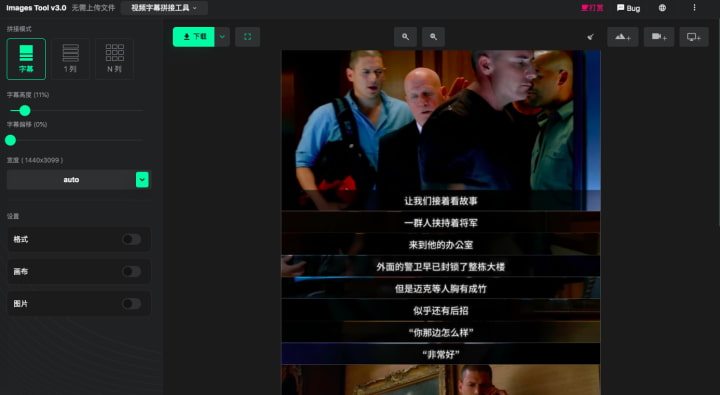 Images Tool v3.0 无需上传文件 视频字幕拼接工具
要打赏 Bug
拼接模式
字幕 1 列 N 列
下载
字幕高度 (11%)
字幕偏移 (0%)
宽度 ( 1440x3099 )
auto
设置
格式
画布
图片
让我们接着看故事
一群人挟持着将军
来到他的办公室
外面的警卫早已封锁了整栋大楼
但是迈克等人胸有成竹
似乎还有后招
“你那边怎么样”
“非常好”